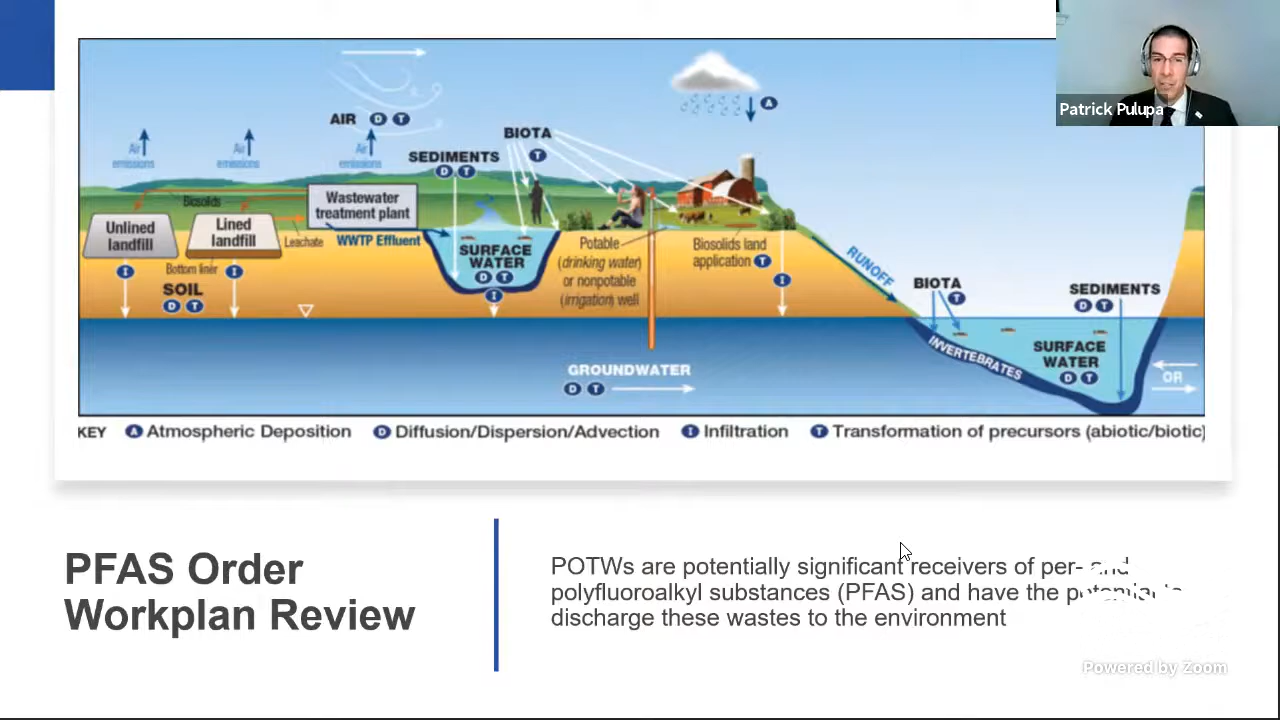 Patrick Pulupa
AIR D T
A
BIOTA
T
SEDIMENTS
D T
Air
emissions
Air
emissions
Air
emissions
Biosolids
Wastewater
treatment plant
Unlined
landfill
Lined
landfill
Leachate
WWTP Effluent
SURFACE
WATER
D T
I
Potable
(drinking water)
or nonpotable
(irrigation) well
Biosolids land
application T
I
RUNOFF
Bottom liner
I
I
SOIL
D T
BIOTA
T
SEDIMENTS
D T
INVERTEBRATES
SURFACE
WATER
D T
OR
GROUNDWATER
D T
KEY A Atmospheric Deposition D Diffusion/Dispersion/Advection I Infiltration T Transformation of precursors (abiotic/biotic)
PFAS Order
Workplan Review
POTWs are potentially significant receivers of per- and
polyfluoroalkyl substances (PFAS) and have the potential to
discharge these wastes to the environment
Powered by Zoom